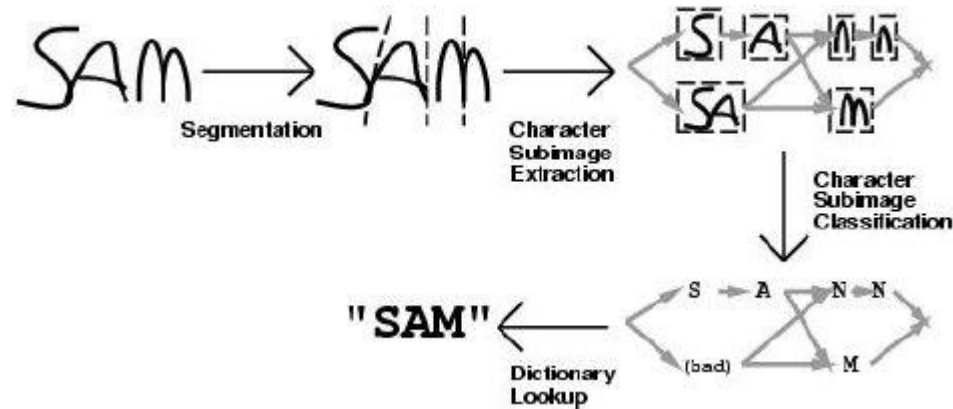 SAM
SAM
S A n n
SA m
Segmentation
Character
Subimage
Extraction
Character
Subimage
Classification
S A N N
(bad) M
"SAM"
Dictionary
Lookup